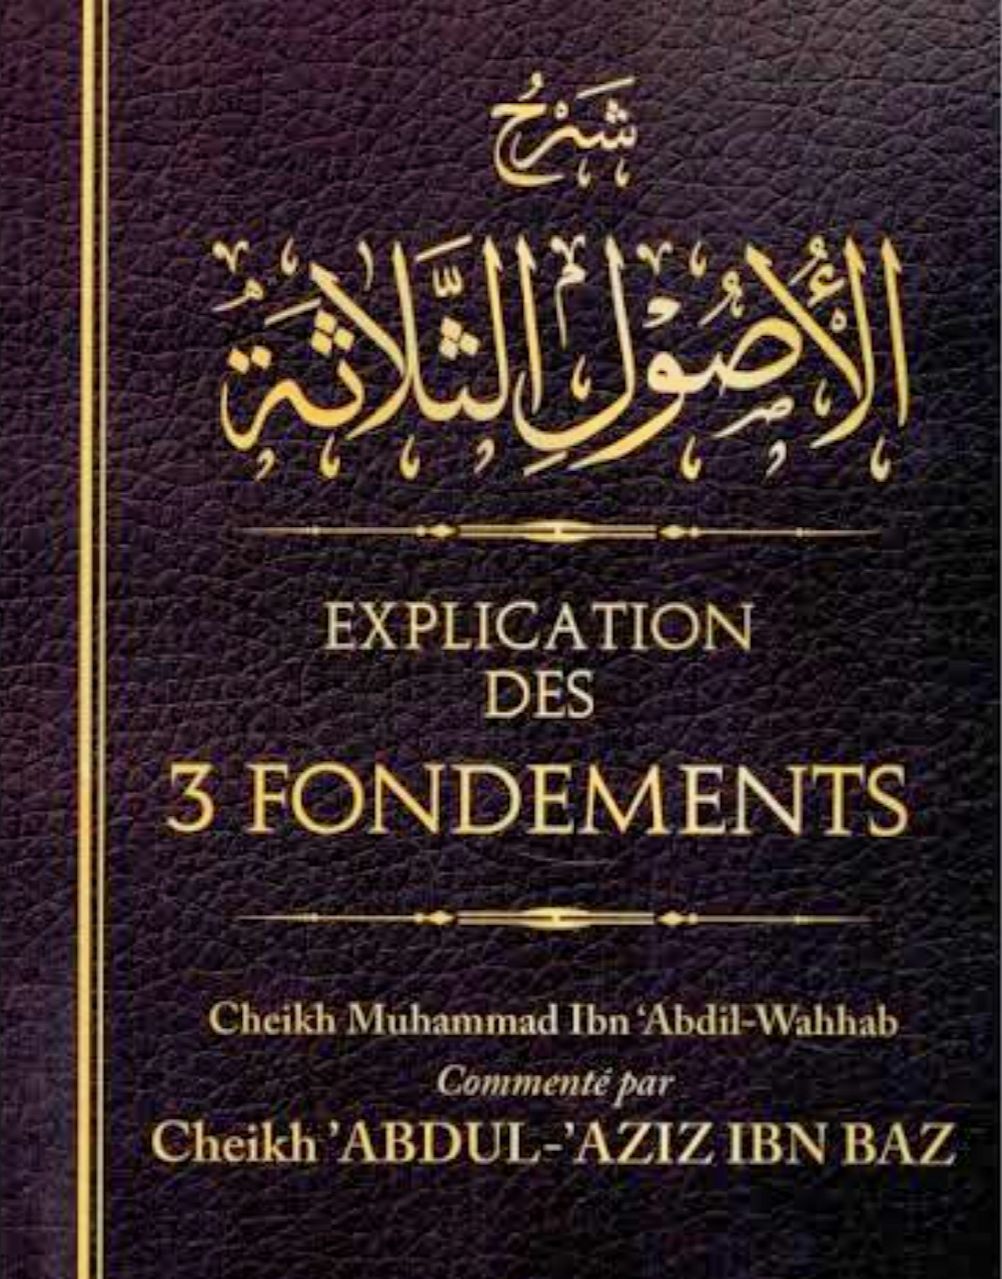 شَرْحُ
الأُصُولِ الثَّلَاثَةِ
EXPLICATION
DES
3 FONDEMENTS
Cheikh Muhammad Ibn ‘Abdil-Wahhab
Commenté par
Cheikh ’ABDUL-’AZIZ IBN BAZ